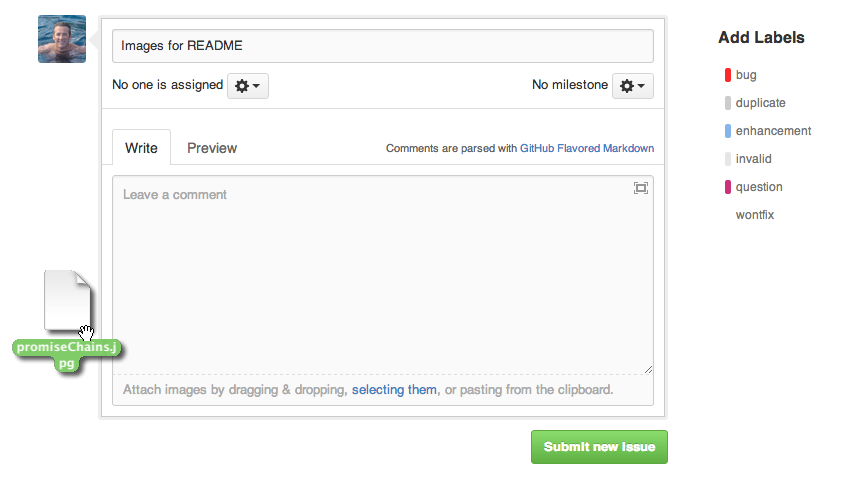 Images for README
No one is assigned
No milestone
Write
Preview
Comments are parsed with GitHub Flavored Markdown
Leave a comment
promiseChains.j
pg
Attach images by dragging & dropping, selecting them, or pasting from the clipboard.
Submit new issue
Add Labels
bug
duplicate
enhancement
invalid
question
wontfix